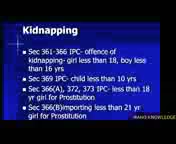 Kidnapping
Sec 361-366 IPC- offence of
kidnapping- girl less than 18, boy less
than 16 yrs
Sec 369 IPC- child less than 10 yrs
Sec 366(A), 372, 373 IPC- less than 18
yr girl for Prostitution
Sec 366(B)importing less than 21 yr
girl for Prostitution